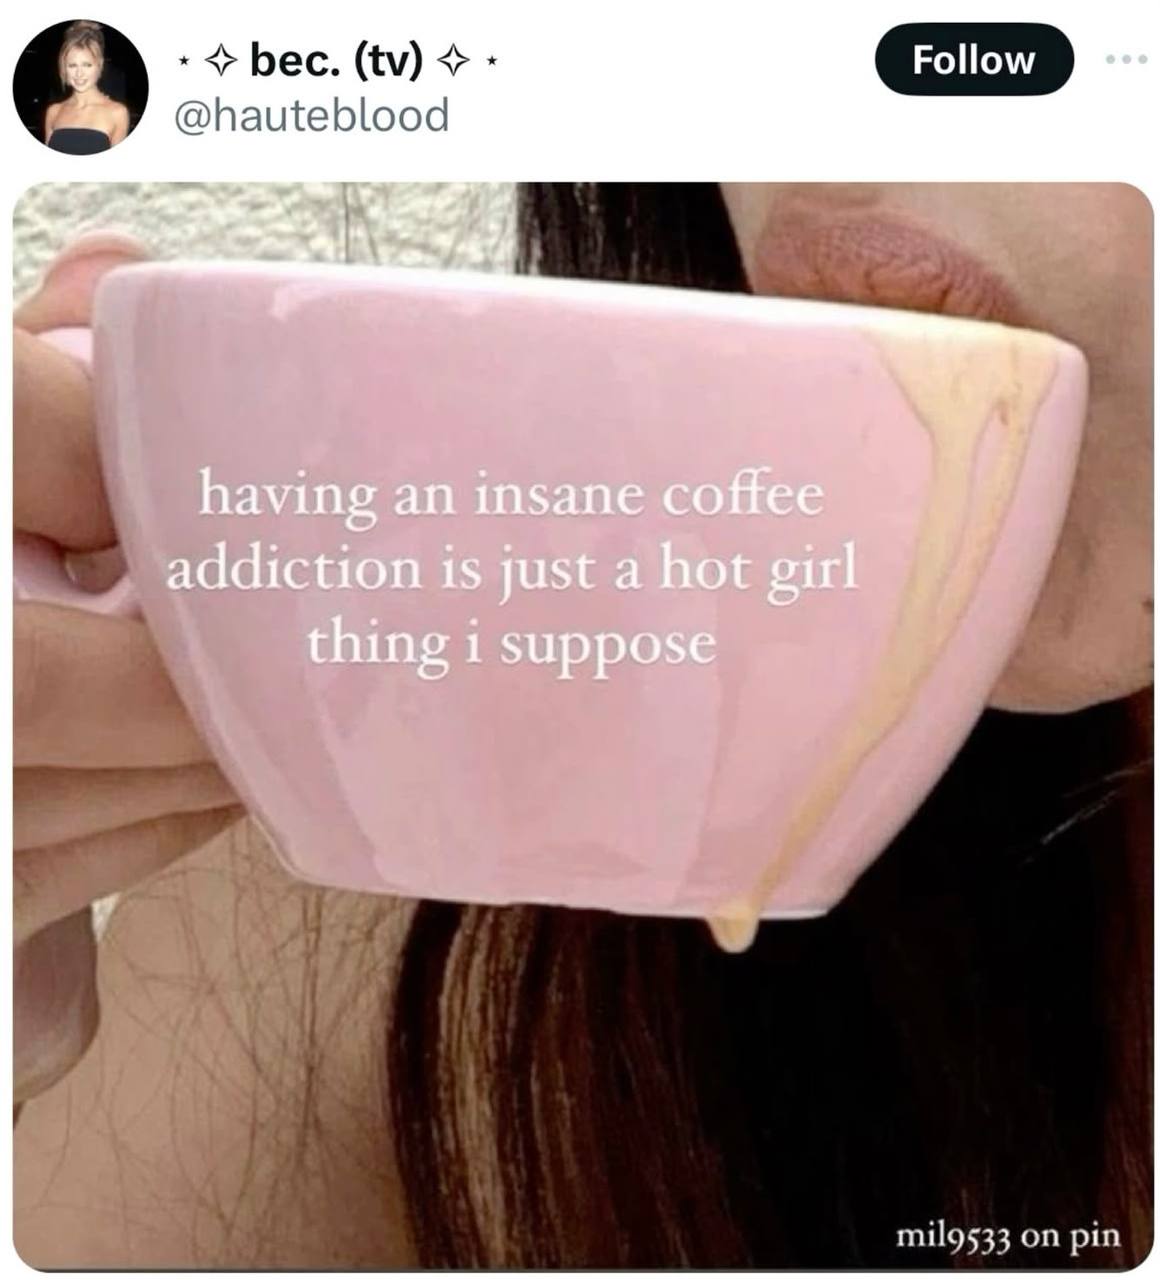 ⋆ ✧ bec. (tv) ✧ ⋆
@hauteblood
Follow
having an insane coffee
addiction is just a hot girl
thing i suppose
mil9533 on pin